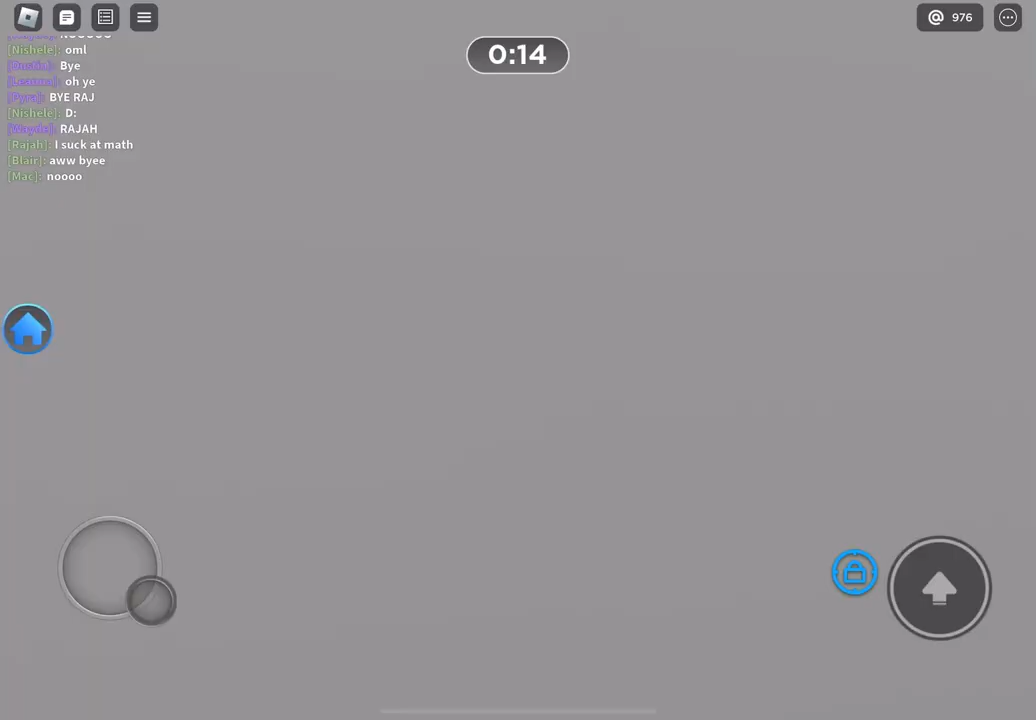 976
0:14
[Nishele]: oml
[Dustin]: Bye
[Leanna]: oh ye
[Pyra]: BYE RAJ
[Nishele]: D:
[Wayde]: RAJAH
[Rajah]: I suck at math
[Blair]: aww byee
[Mac]: noooo